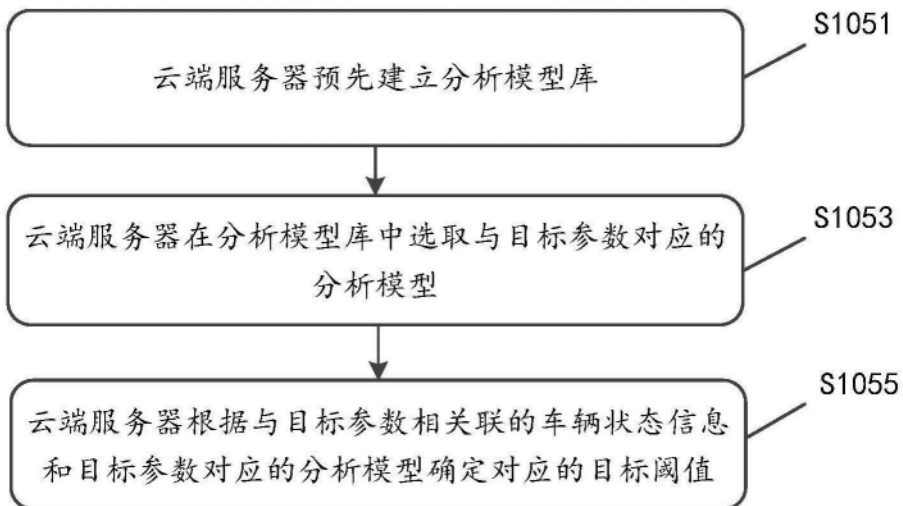 S1051
云端服务器预先建立分析模型库
S1053
云端服务器在分析模型库中选取与目标参数对应的
分析模型
S1055
云端服务器根据与目标参数相关联的车辆状态信息
和目标参数对应的分析模型确定对应的目标阈值